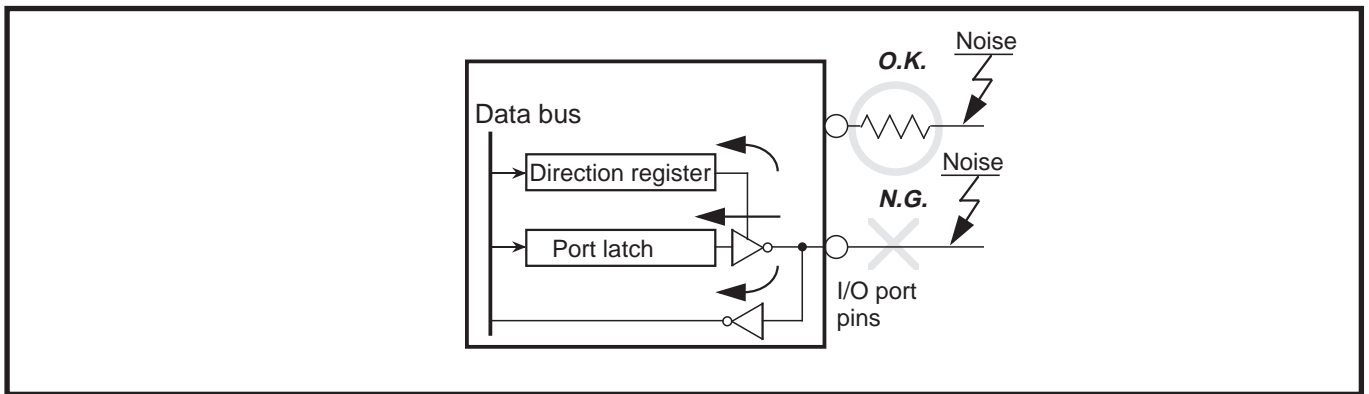 Noise
O.K.
Data bus
Noise
Direction register
N.G.
Port latch
I/O port
pins